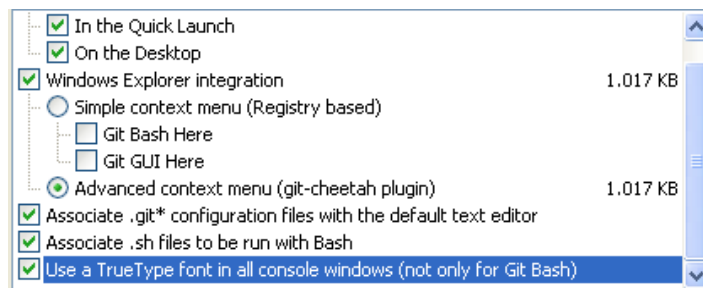 In the Quick Launch
On the Desktop
Windows Explorer integration 1.017 KB
Simple context menu (Registry based)
Git Bash Here
Git GUI Here
Advanced context menu (git-cheetah plugin) 1.017 KB
Associate .git* configuration files with the default text editor
Associate .sh files to be run with Bash
Use a TrueType font in all console windows (not only for Git Bash)